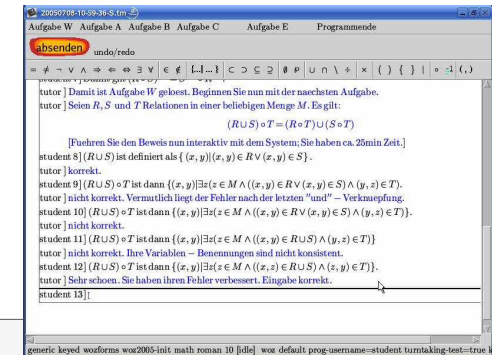 20050708-10-59-36-S.tm
Aufgabe W Aufgabe A Aufgabe B Aufgabe C Aufgabe E Programmende
absenden undo/redo
= ≠ ¬ ∨ ∧ ⇒ ⇐ ⇔ ∃ ∀ ∈ ∉ {...|...} ⊂ ⊃ ⊆ ⊇ ∅ ∪ ∩ \ ÷ × ( ) { } | ∘ -1 (,)
tutor ] Damit ist Aufgabe W geloest. Beginnen Sie nun mit der naechsten Aufgabe.
tutor ] Seien R, S und T Relationen in einer beliebigen Menge M. Es gilt:
(R∪S)∘T=(R∘T)∪(S∘T)
[Fuehren Sie den Beweis nun interaktiv mit dem System; Sie haben ca. 25min Zeit.]
student 8] (R∪S) ist definiert als { (x,y)|(x,y)∈R∨(x,y)∈S}.
tutor ] korrekt.
student 9] (R∪S)∘T ist dann {(x,y)|∃z(z∈M∧((x,y)∈R∨(x,y)∈S)∧(y,z)∈T).
tutor ] nicht korrekt. Vermutlich liegt der Fehler nach der letzten "und" – Verknuepfung.
student 10] (R∪S)∘T ist dann {(x,y)|∃z(z∈M∧((x,y)∈R∨(x,y)∈S)∧(y,z)∈T)}.
tutor ] nicht korrekt.
student 11] (R∪S)∘T ist dann {(x,y)|∃z(z∈M∧((x,y)∈R∪S)∧(y,z)∈T)}
tutor ] nicht korrekt. Ihre Variablen – Benennungen sind nicht konsistent.
student 12] (R∪S)∘T ist dann {(x,y)|∃z(z∈M∧((x,z)∈R∪S)∧(z,y)∈T)}.
tutor ] Sehr schoen. Sie haben ihren Fehler verbessert. Eingabe korrekt.
student 13]
generic keyed wozforms woz2005-init math roman 10 [idle] woz default prog-username=student turntaking-test=true